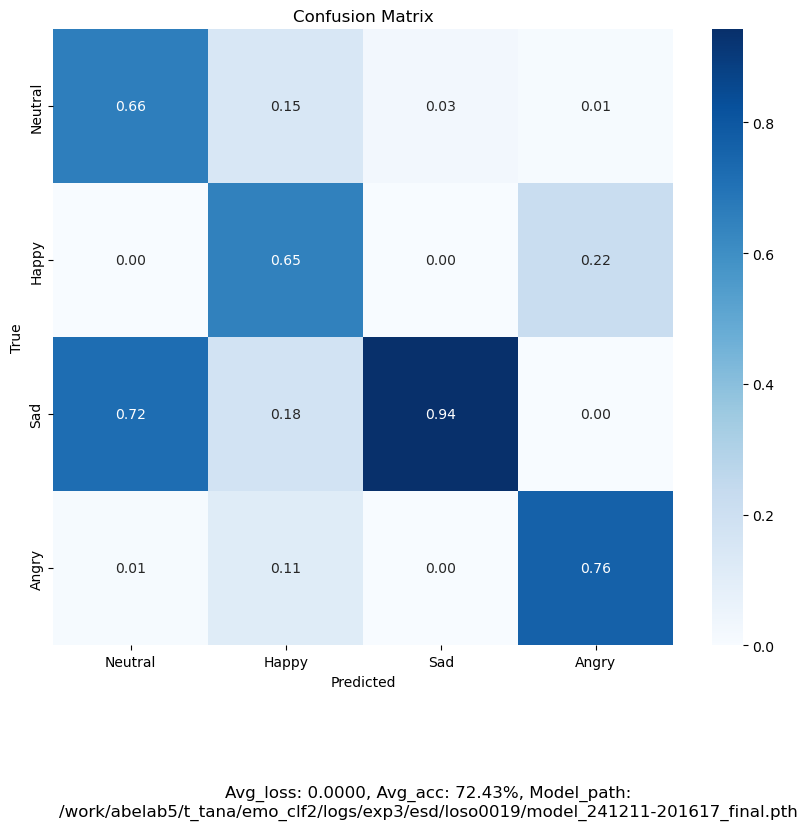 Confusion Matrix
Neutral
0.66 0.15 0.03 0.01
0.8
Happy
0.00 0.65 0.00 0.22
0.6
True
0.4
Sad
0.72 0.18 0.94 0.00
0.2
Angry
0.01 0.11 0.00 0.76
0.0
Neutral Happy Sad Angry
Predicted
Avg_loss: 0.0000, Avg_acc: 72.43%, Model_path:
/work/abelab5/t_tana/emo_clf2/logs/exp3/esd/loso0019/model_241211-201617_final.pth